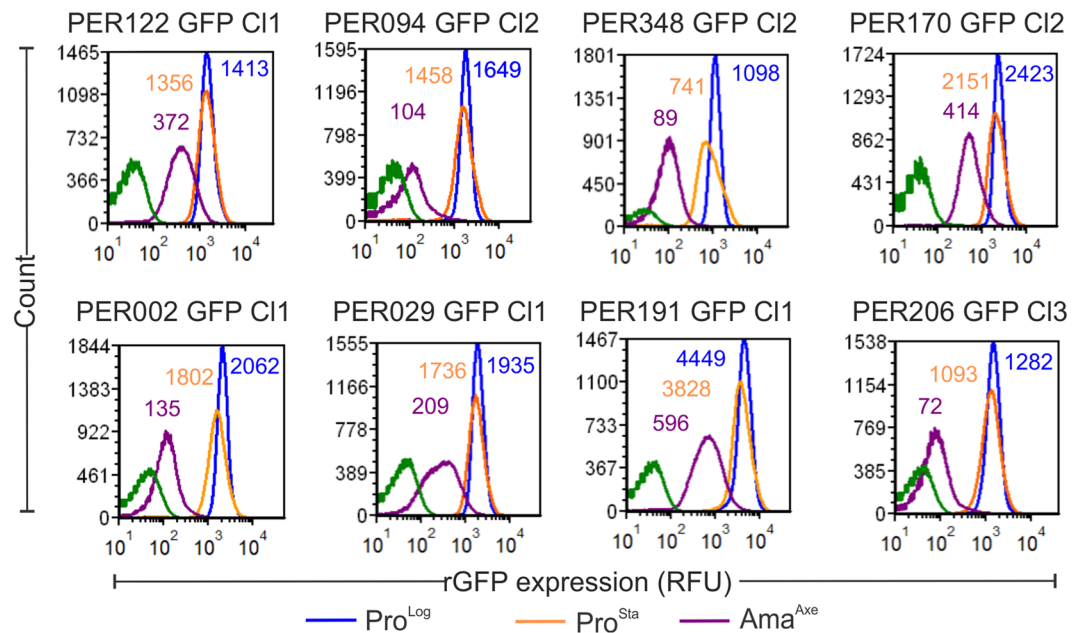 PER122 GFP Cl1 PER094 GFP Cl2 PER348 GFP Cl2 PER170 GFP Cl2
1465 1098 732 366 0
1356 1413
372
10^1 10^2 10^3 10^4
1595 1196 798 399 0
1458 1649
104
10^1 10^2 10^3 10^4
1801 1351 901 450 0
741 1098
89
10^1 10^2 10^3 10^4
1724 1293 862 431 0
2151 2423
414
10^1 10^2 10^3 10^4
Count
PER002 GFP Cl1 PER029 GFP Cl1 PER191 GFP Cl1 PER206 GFP Cl3
1844 1383 922 461 0
1802 2062
135
10^1 10^2 10^3 10^4
1555 1166 778 389 0
1736 1935
209
10^1 10^2 10^3 10^4
1467 1100 733 367 0
4449
3828
596
10^1 10^2 10^3 10^4
1538 1154 769 385 0
1093 1282
72
10^1 10^2 10^3 10^4
rGFP expression (RFU)
Pro^Log Pro^Sta Ama^Axe